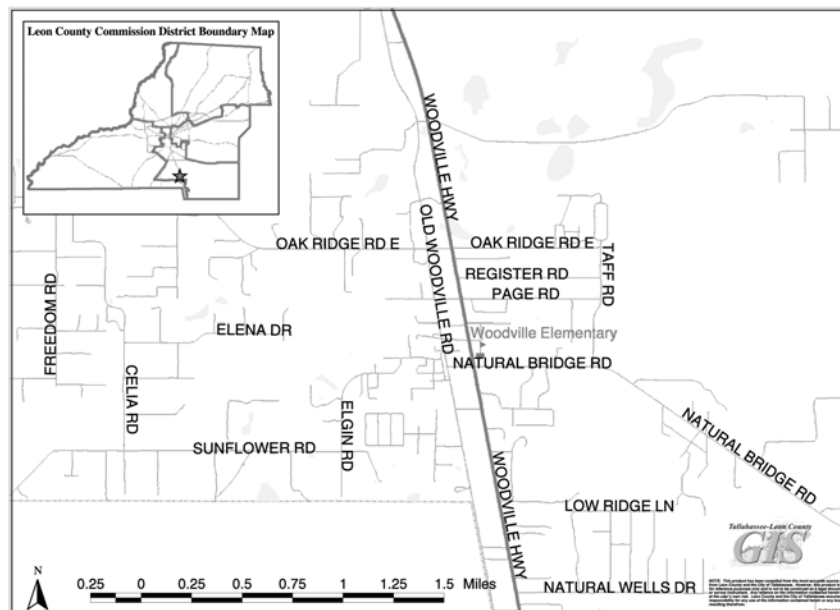 Leon County Commission District Boundary Map
WOODVILLE HWY
OLD WOODVILLE RD
OAK RIDGE RD E
OAK RIDGE RD E
REGISTER RD
TAFF RD
PAGE RD
FREEDOM RD
ELENA DR
Woodville Elementary
NATURAL BRIDGE RD
CELIA RD
ELGIN RD
NATURAL BRIDGE RD
SUNFLOWER RD
WOODVILLE HWY
LOW RIDGE LN
Tallahassee-Leon County
GIS
N
0.25 0 0.25 0.5 0.75 1 1.25 1.5 Miles
NATURAL WELLS DR